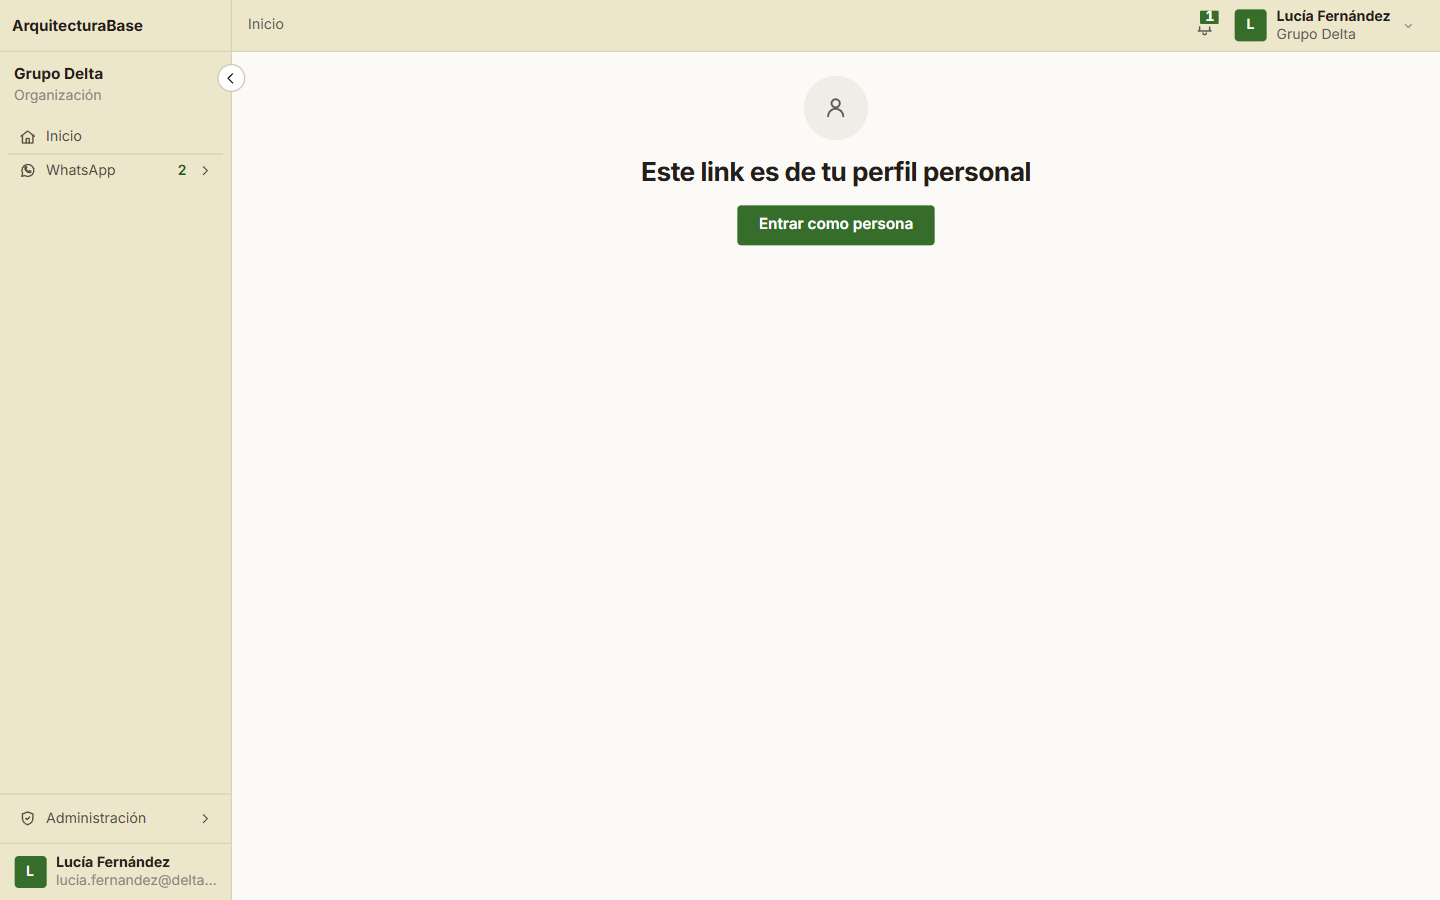 ArquitecturaBase
Inicio
1
L
Lucía Fernández
Grupo Delta
Grupo Delta
Organización
Inicio
WhatsApp 2
Este link es de tu perfil personal
Entrar como persona
Administración
L
Lucía Fernández
lucia.fernandez@delta...